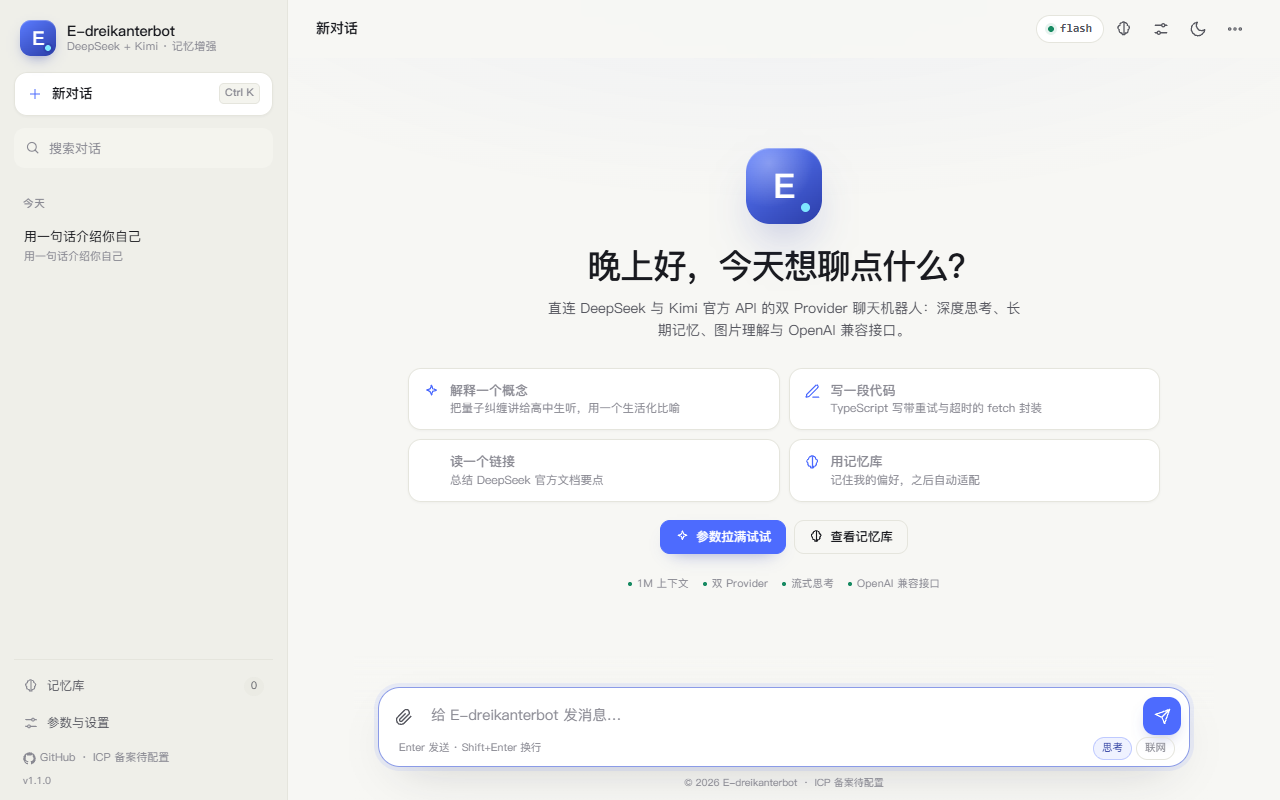 E-dreikanterbot
DeepSeek + Kimi · 记忆增强
新对话
Ctrl K
搜索对话
今天
用一句话介绍你自己
用一句话介绍你自己
记忆库
0
参数与设置
GitHub · ICP 备案待配置
v1.1.0
新对话
flash
E
晚上好，今天想聊点什么？
直连 DeepSeek 与 Kimi 官方 API 的双 Provider 聊天机器人：深度思考、长
期记忆、图片理解与 OpenAI 兼容接口。
解释一个概念
把量子纠缠讲给高中生听，用一个生活化比喻
写一段代码
TypeScript 写带重试与超时的 fetch 封装
读一个链接
总结 DeepSeek 官方文档要点
用记忆库
记住我的偏好，之后自动适配
参数拉满试试
查看记忆库
1M 上下文
双 Provider
流式思考
OpenAI 兼容接口
给 E-dreikanterbot 发消息…
Enter 发送 · Shift+Enter 换行
思考
联网
© 2026 E-dreikanterbot · ICP 备案待配置
E